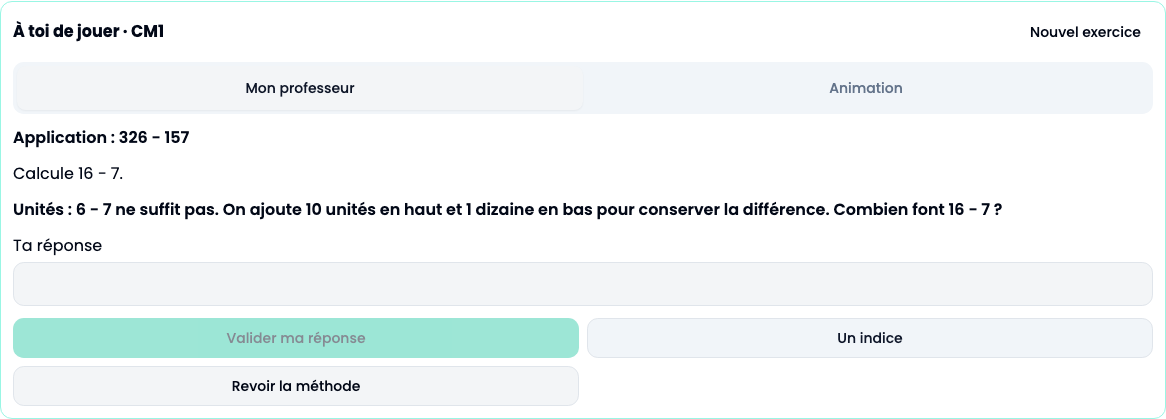 À toi de jouer · CM1
Nouvel exercice
Mon professeur
Animation
Application : 326 − 157
Calcule 16 − 7.
Unités : 6 − 7 ne suffit pas. On ajoute 10 unités en haut et 1 dizaine en bas pour conserver la différence. Combien font 16 − 7 ?
Ta réponse
Valider ma réponse
Un indice
Revoir la méthode